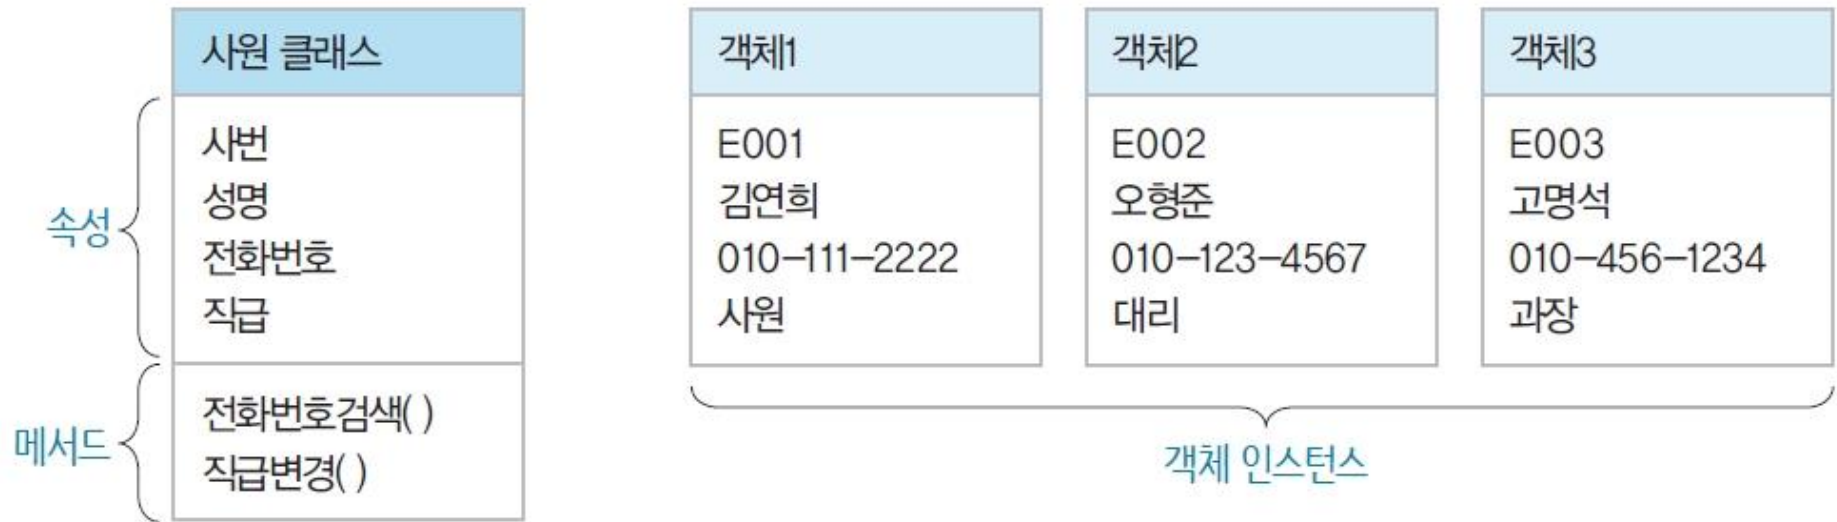 사원 클래스
속성
사번
성명
전화번호
직급
메서드
전화번호검색( )
직급변경( )
객체1
E001
김연희
010-111-2222
사원
객체2
E002
오형준
010-123-4567
대리
객체3
E003
고명석
010-456-1234
과장
객체 인스턴스